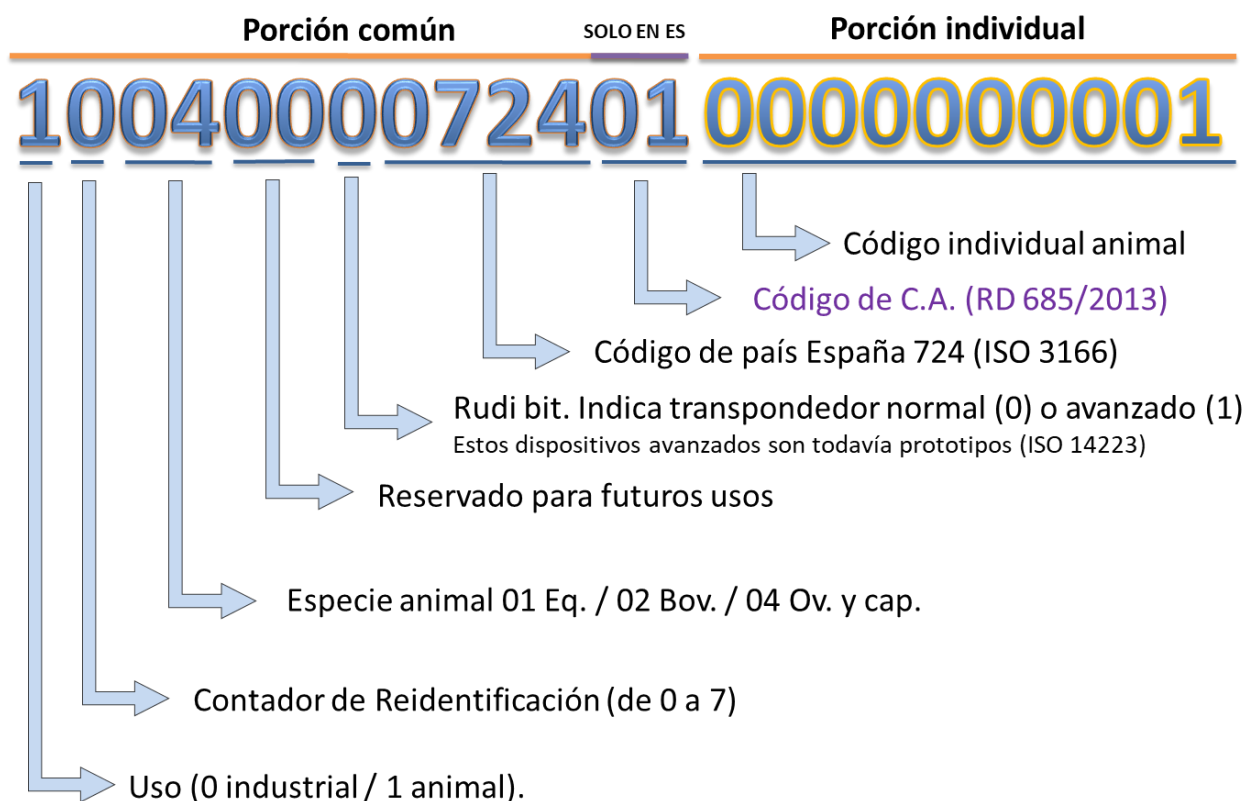 Porción común SOLO EN ES Porción individual
10040000724010000000001
Código individual animal
Código de C.A. (RD 685/2013)
Código de país España 724 (ISO 3166)
Rudi bit. Indica transpondedor normal (0) o avanzado (1)
Estos dispositivos avanzados son todavía prototipos (ISO 14223)
Reservado para futuros usos
Especie animal 01 Eq. / 02 Bov. / 04 Ov. y cap.
Contador de Reidentificación (de 0 a 7)
Uso (0 industrial / 1 animal).